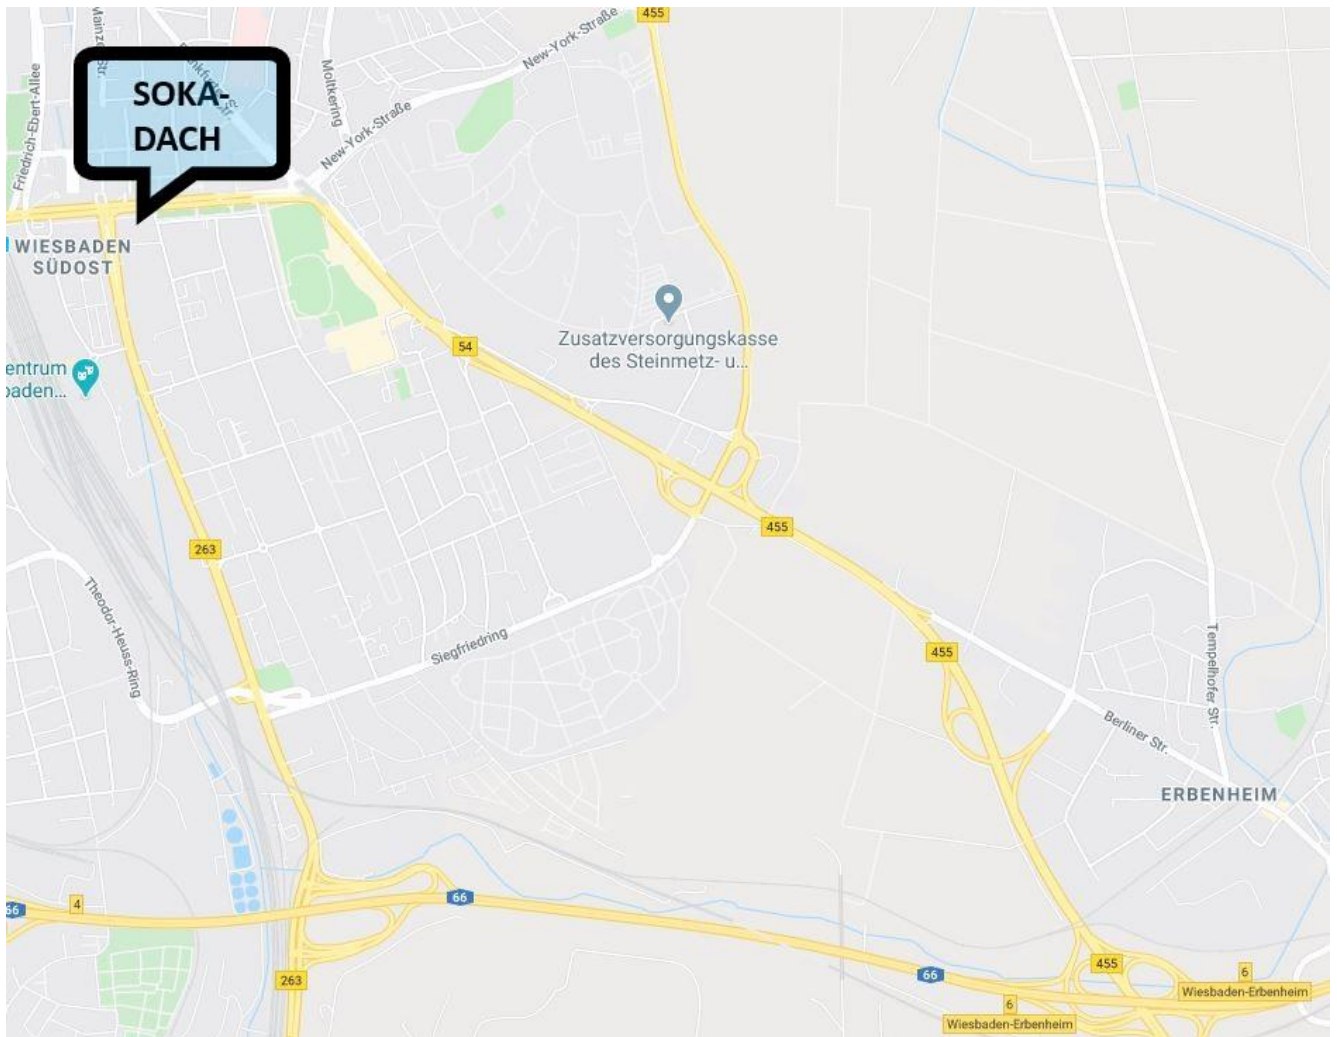 455
Mainzer Str.
Frankfurter Str.
New-York-Straße
Moltkering
SOKA-
DACH
Friedrich-Ebert-Allee
New-York-Straße
WIESBADEN
SÜDOST
54
Zusatzversorgungskasse
des Steinmetz- u...
entrum
baden...
455
263
Theodor-Heuss-Ring
Siegfriedring
455
Tempelhofer Str.
Berliner Str.
ERBENHEIM
66
4
66
263
66
455
6
Wiesbaden-Erbenheim
6
Wiesbaden-Erbenheim